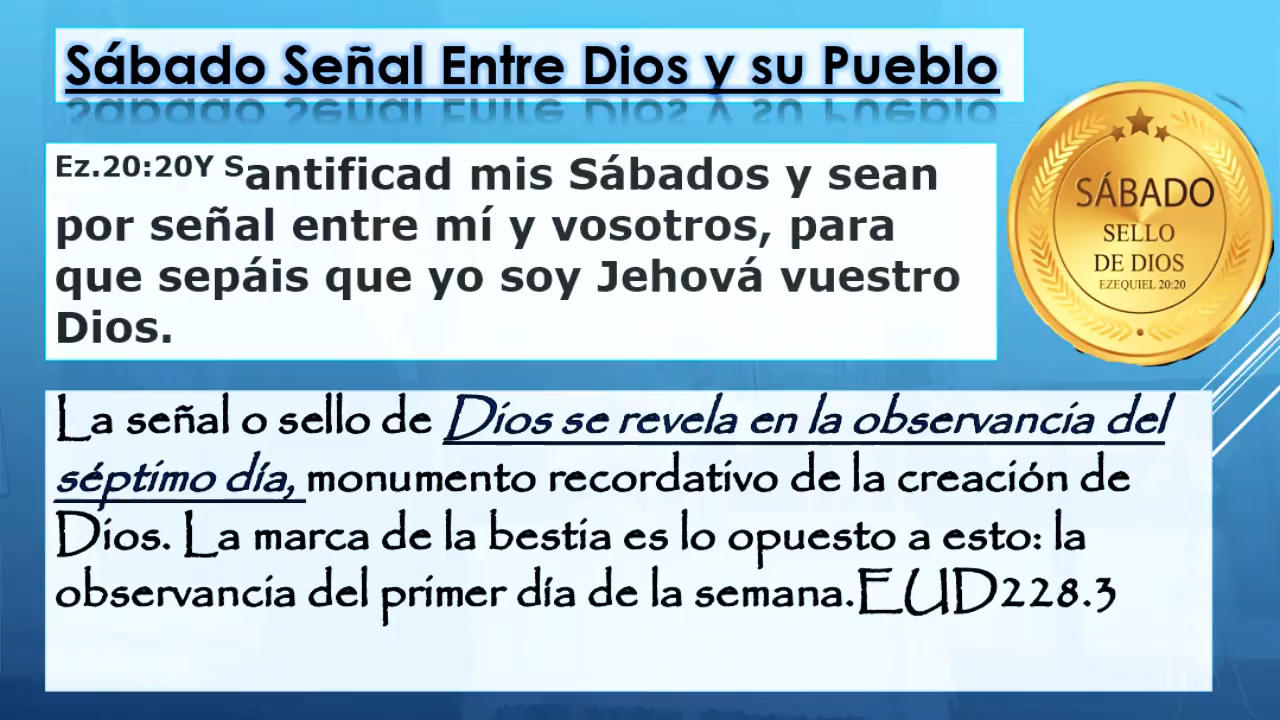 Sábado Señal Entre Dios y su Pueblo
Ez.20:20Y Santificad mis Sábados y sean
por señal entre mí y vosotros, para
que sepáis que yo soy Jehová vuestro
Dios.
SÁBADO
SELLO
DE DIOS
EZEQUIEL 20:20
La señal o sello de Dios se revela en la observancia del
séptimo día, monumento recordativo de la creación de
Dios. La marca de la bestia es lo opuesto a esto: la
observancia del primer día de la semana.EUD228.3